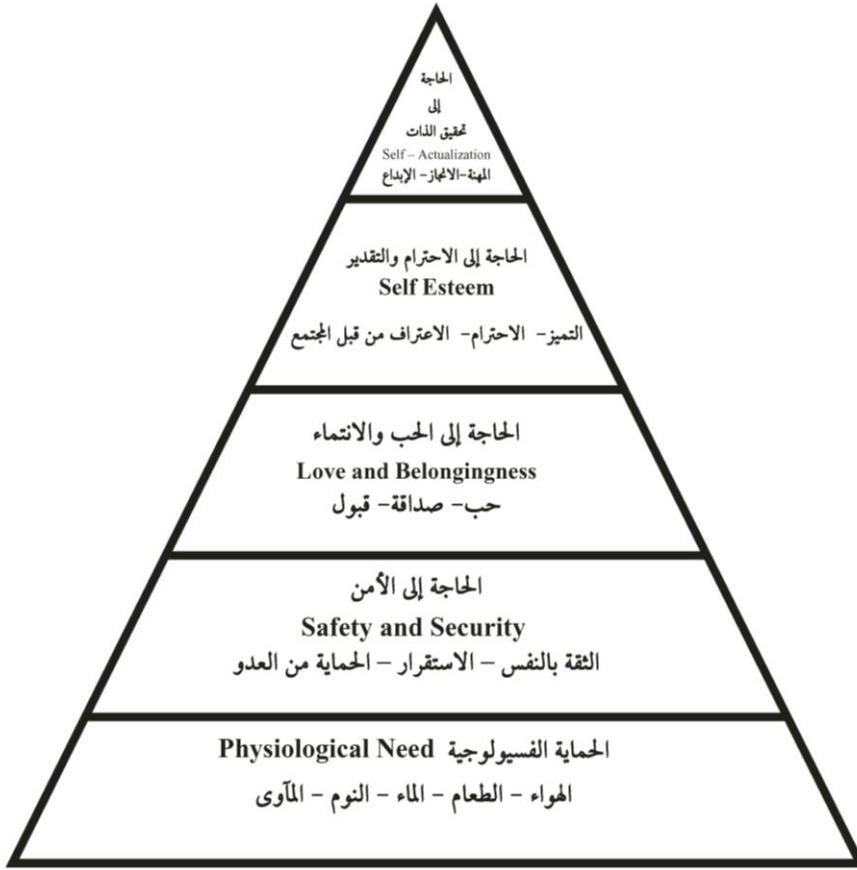 الحاجة
إلى
تحقيق الذات
Self – Actualization
المهنة-الانجاز- الإبداع
الحاجة إلى الاحترام والتقدير
Self Esteem
التميز- الاحترام- الاعتراف من قبل المجتمع
الحاجة إلى الحب والانتماء
Love and Belongingness
حب- صداقة- قبول
الحاجة إلى الأمن
Safety and Security
الثقة بالنفس – الاستقرار – الحماية من العدو
الحماية الفسيولوجية Physiological Need
الهواء - الطعام – الماء - النوم – المآوى